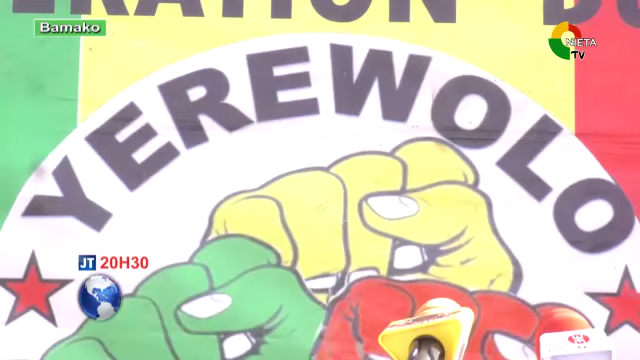 Bamako
ERATION DU
NIETA
TV
YEREWOLO
JT 20H30